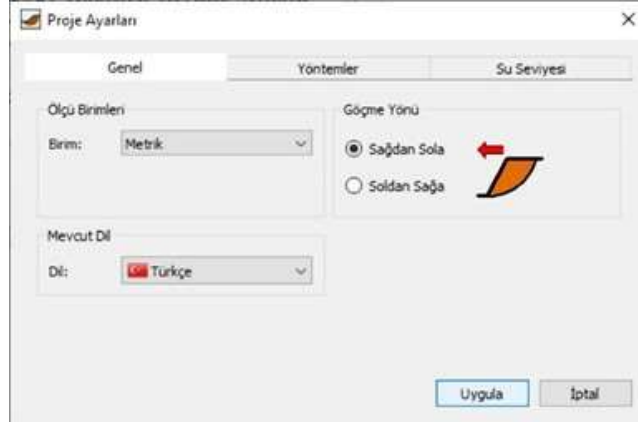 Proje Ayarları
Genel
Yöntemler
Su Seviyesi
Ölçü Birimleri
Birim:
Metrik
Göçme Yönü
Sağdan Sola
Soldan Sağa
Mevcut Dil
Dil:
Türkçe
Uygula
İptal